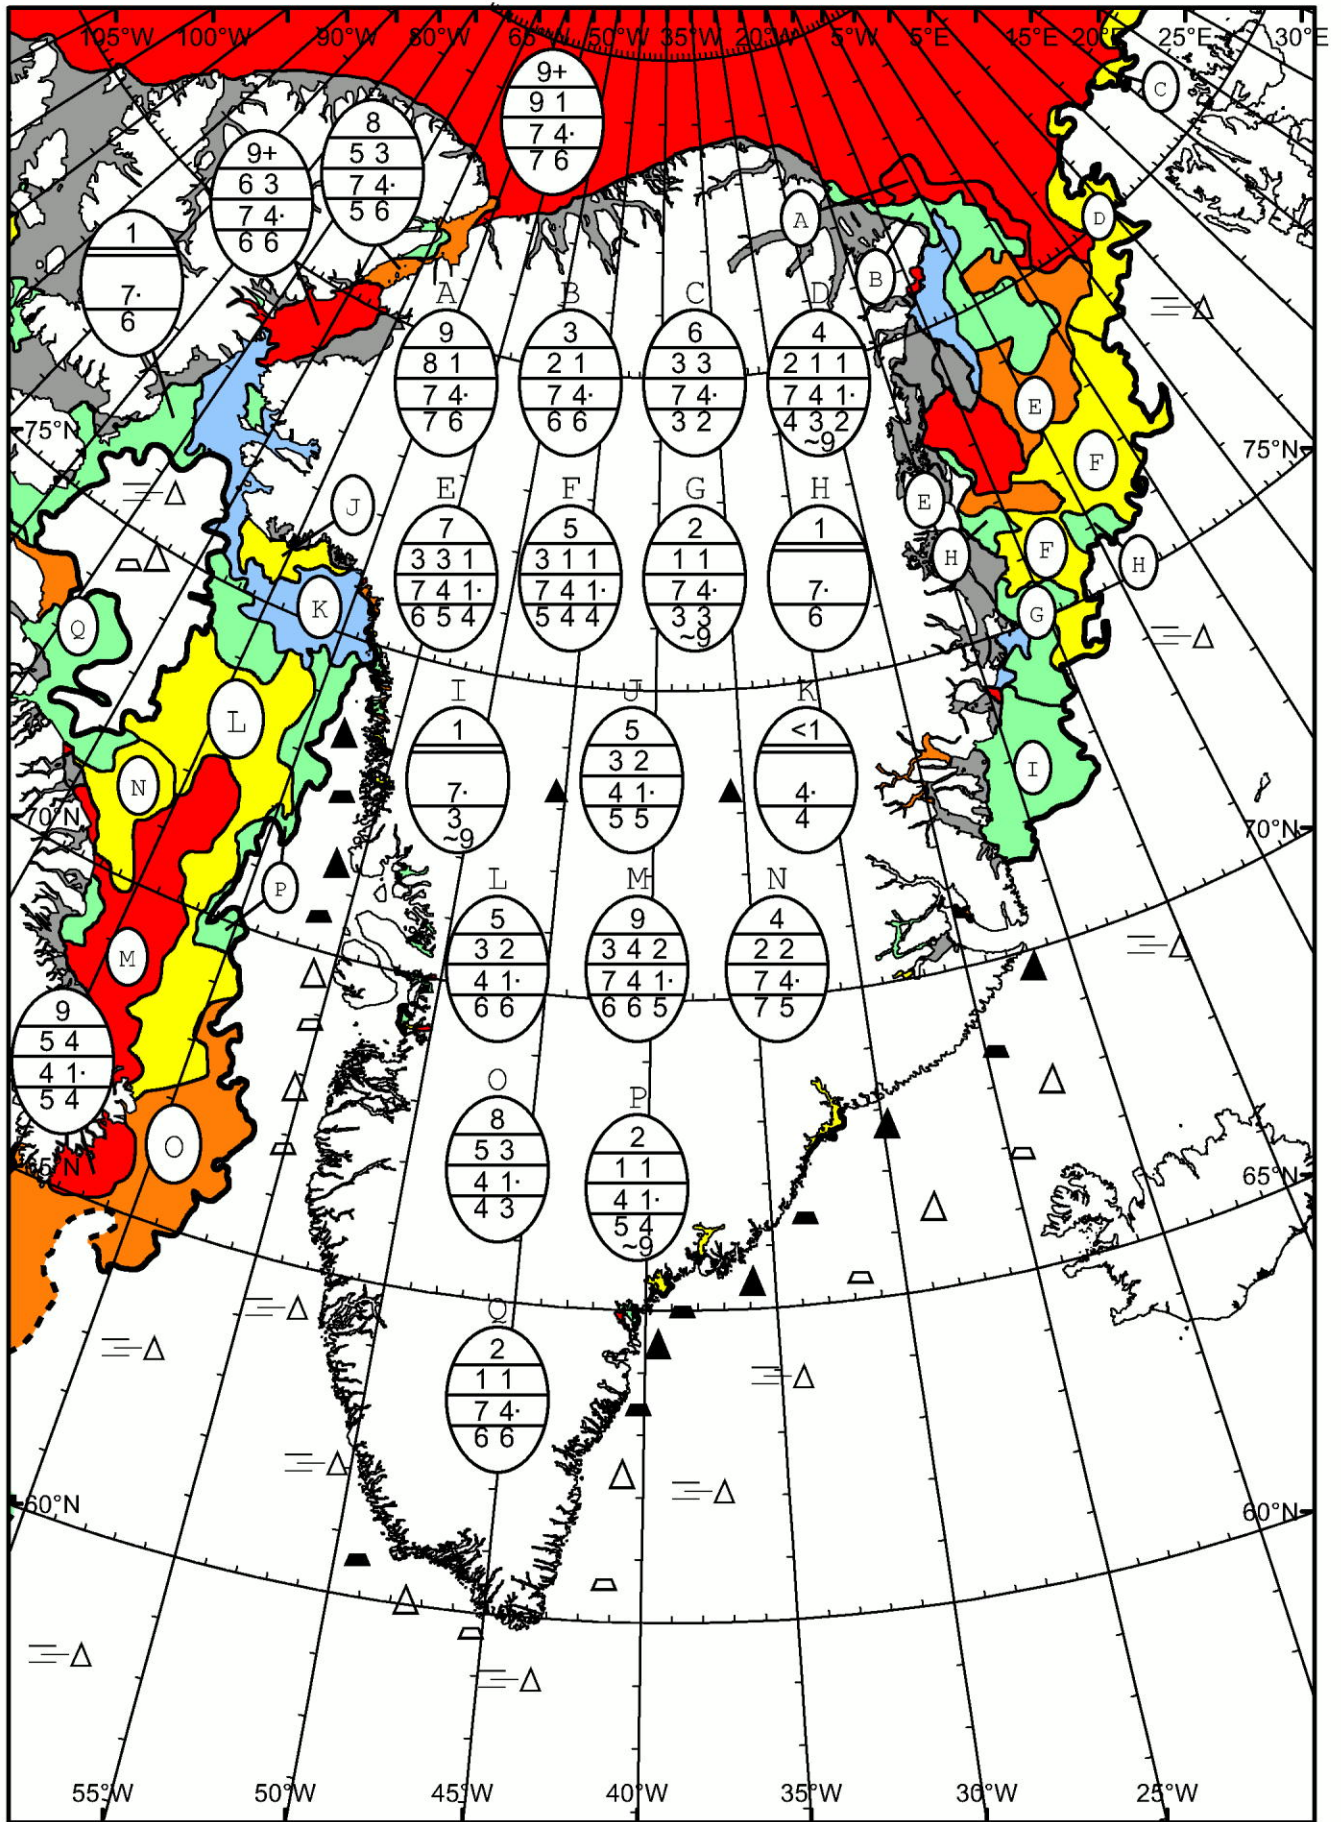 105°W 100°W 90°W 80°W 65°W 50°W 35°W 20°W 5°W 5°E 15°E 20°E 25°E 30°E
9+
9 1
7 4·
7 6
8
5 3
7 4·
5 6
9+
6 3
7 4·
6 6
1
7·
6
C
A
D
B
A B C D
9 3 6 4
8 1 2 1 3 3 2 1 1
7 4· 7 4· 7 4· 7 4 1·
7 6 6 6 3 2 4 3 2
~9
E
75°N
75°N
F
J
E
E F G H
7 5 2 1
3 3 1 3 1 1 1 1
7 4 1· 7 4 1· 7 4· 7·
6 5 4 5 4 4 3 3 6
~9
F
H
H
K
Q
G
L
I J K
1 5 <1
3 2
7· 4 1· 4·
3 5 5 4
~9
I
N
70°N
70°N
P
L M N
5 9 4
3 2 3 4 2 2 2
4 1· 7 4 1· 7 4·
6 6 6 6 5 7 5
M
9
5 4
4 1·
5 4
O P
8 2
5 3 1 1
4 1· 4 1·
4 3 5 4
~9
O
65°N
65°N
Q
2
1 1
7 4·
6 6
60°N
60°N
55°W 50°W 45°W 40°W 35°W 30°W 25°W